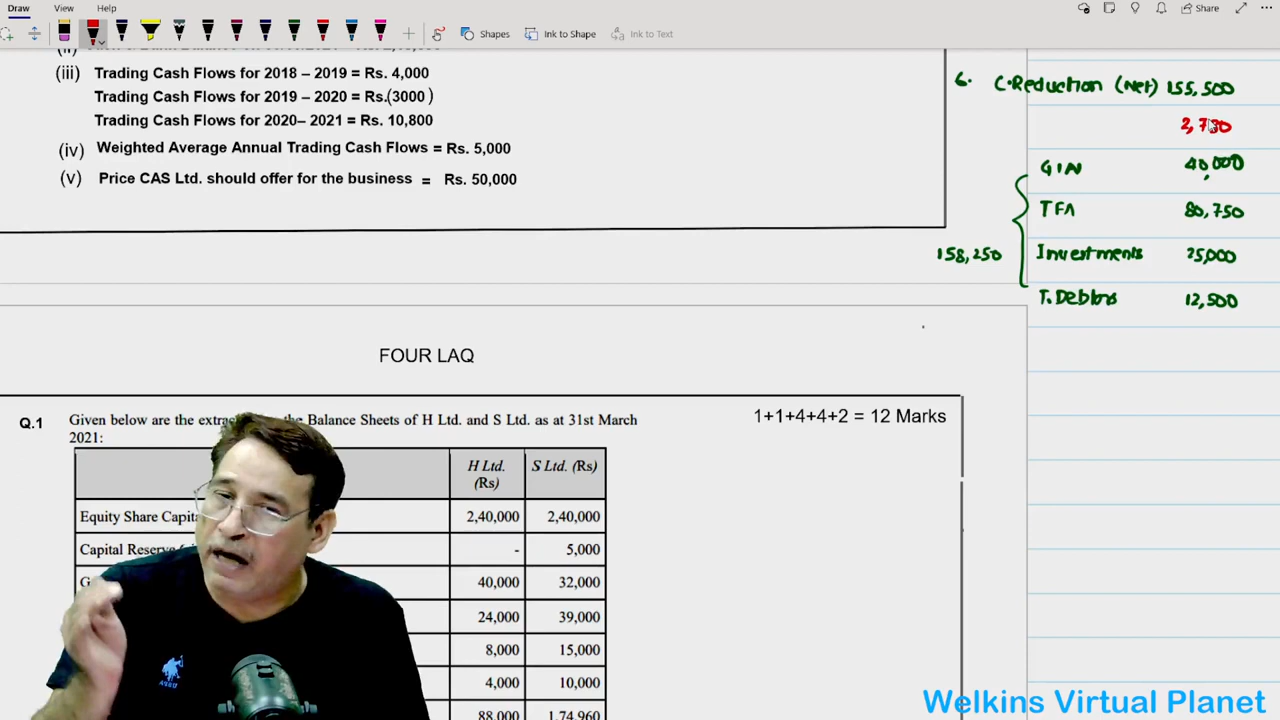 Draw View Help
Share
Shapes Ink to Shape Ink to Text
(iii) Trading Cash Flows for 2018 – 2019 = Rs. 4,000
Trading Cash Flows for 2019 – 2020 = Rs.(3000 )
Trading Cash Flows for 2020– 2021 = Rs. 10,800
(iv) Weighted Average Annual Trading Cash Flows = Rs. 5,000
(v) Price CAS Ltd. should offer for the business = Rs. 50,000
6. C.Reduction (Net) 155,500
2,750
G/W 40,000
TFA 80,750
158,250 Investments 25,000
T. Debtors 12,500
FOUR LAQ
Q.1 Given below are the the Balance Sheets of H Ltd. and S Ltd. as at 31st March
2021:
1+1+4+4+2 = 12 Marks
H Ltd. (Rs) S Ltd. (Rs)
Equity Share 2,40,000 2,40,000
Capital - 5,000
40,000 32,000
24,000 39,000
8,000 15,000
4,000 10,000
88,000 1,74,960
Welkins Virtual Planet